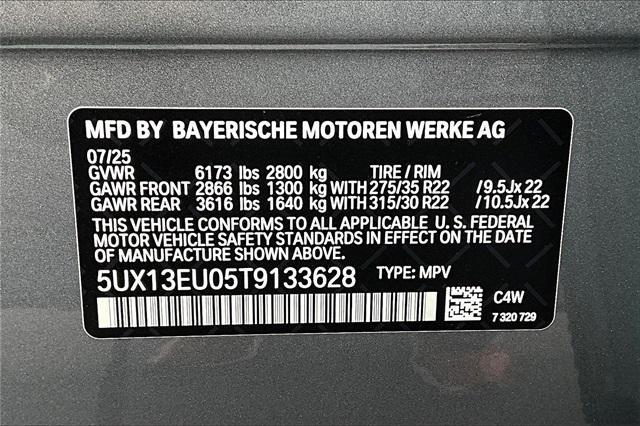 MFD BY BAYERISCHE MOTOREN WERKE AG
07/25
GVWR 6173 lbs 2800 kg TIRE / RIM
GAWR FRONT 2866 lbs 1300 kg WITH 275/35 R22 / 9.5Jx 22
GAWR REAR 3616 lbs 1640 kg WITH 315/30 R22 / 10.5Jx 22
THIS VEHICLE CONFORMS TO ALL APPLICABLE U. S. FEDERAL
MOTOR VEHICLE SAFETY STANDARDS IN EFFECT ON THE DATE
OF MANUFACTURE SHOWN ABOVE.
5UX13EU05T9133628 TYPE: MPV
C4W
7 320 729